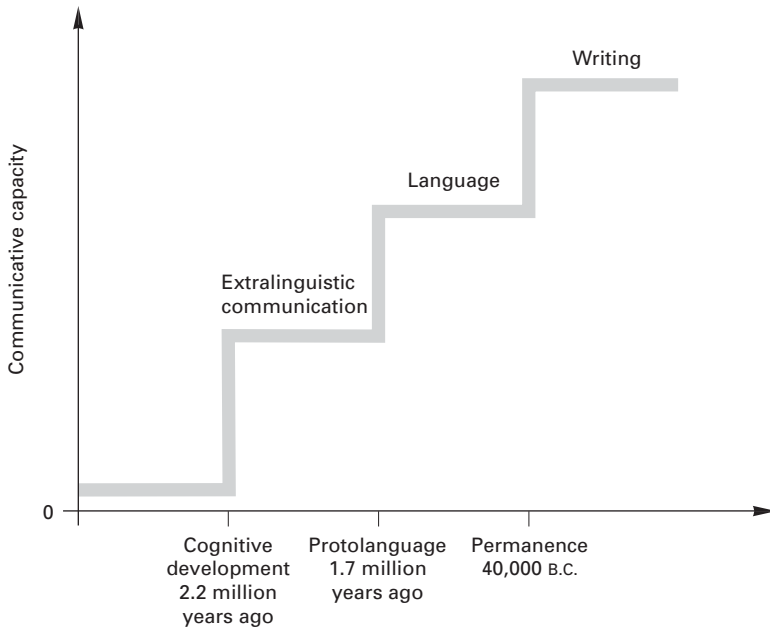 Writing
Language
Extralinguistic
communication
Communicative capacity
0
Cognitive
development
2.2 million
years ago
Protolanguage
1.7 million
years ago
Permanence
40,000 B.C.